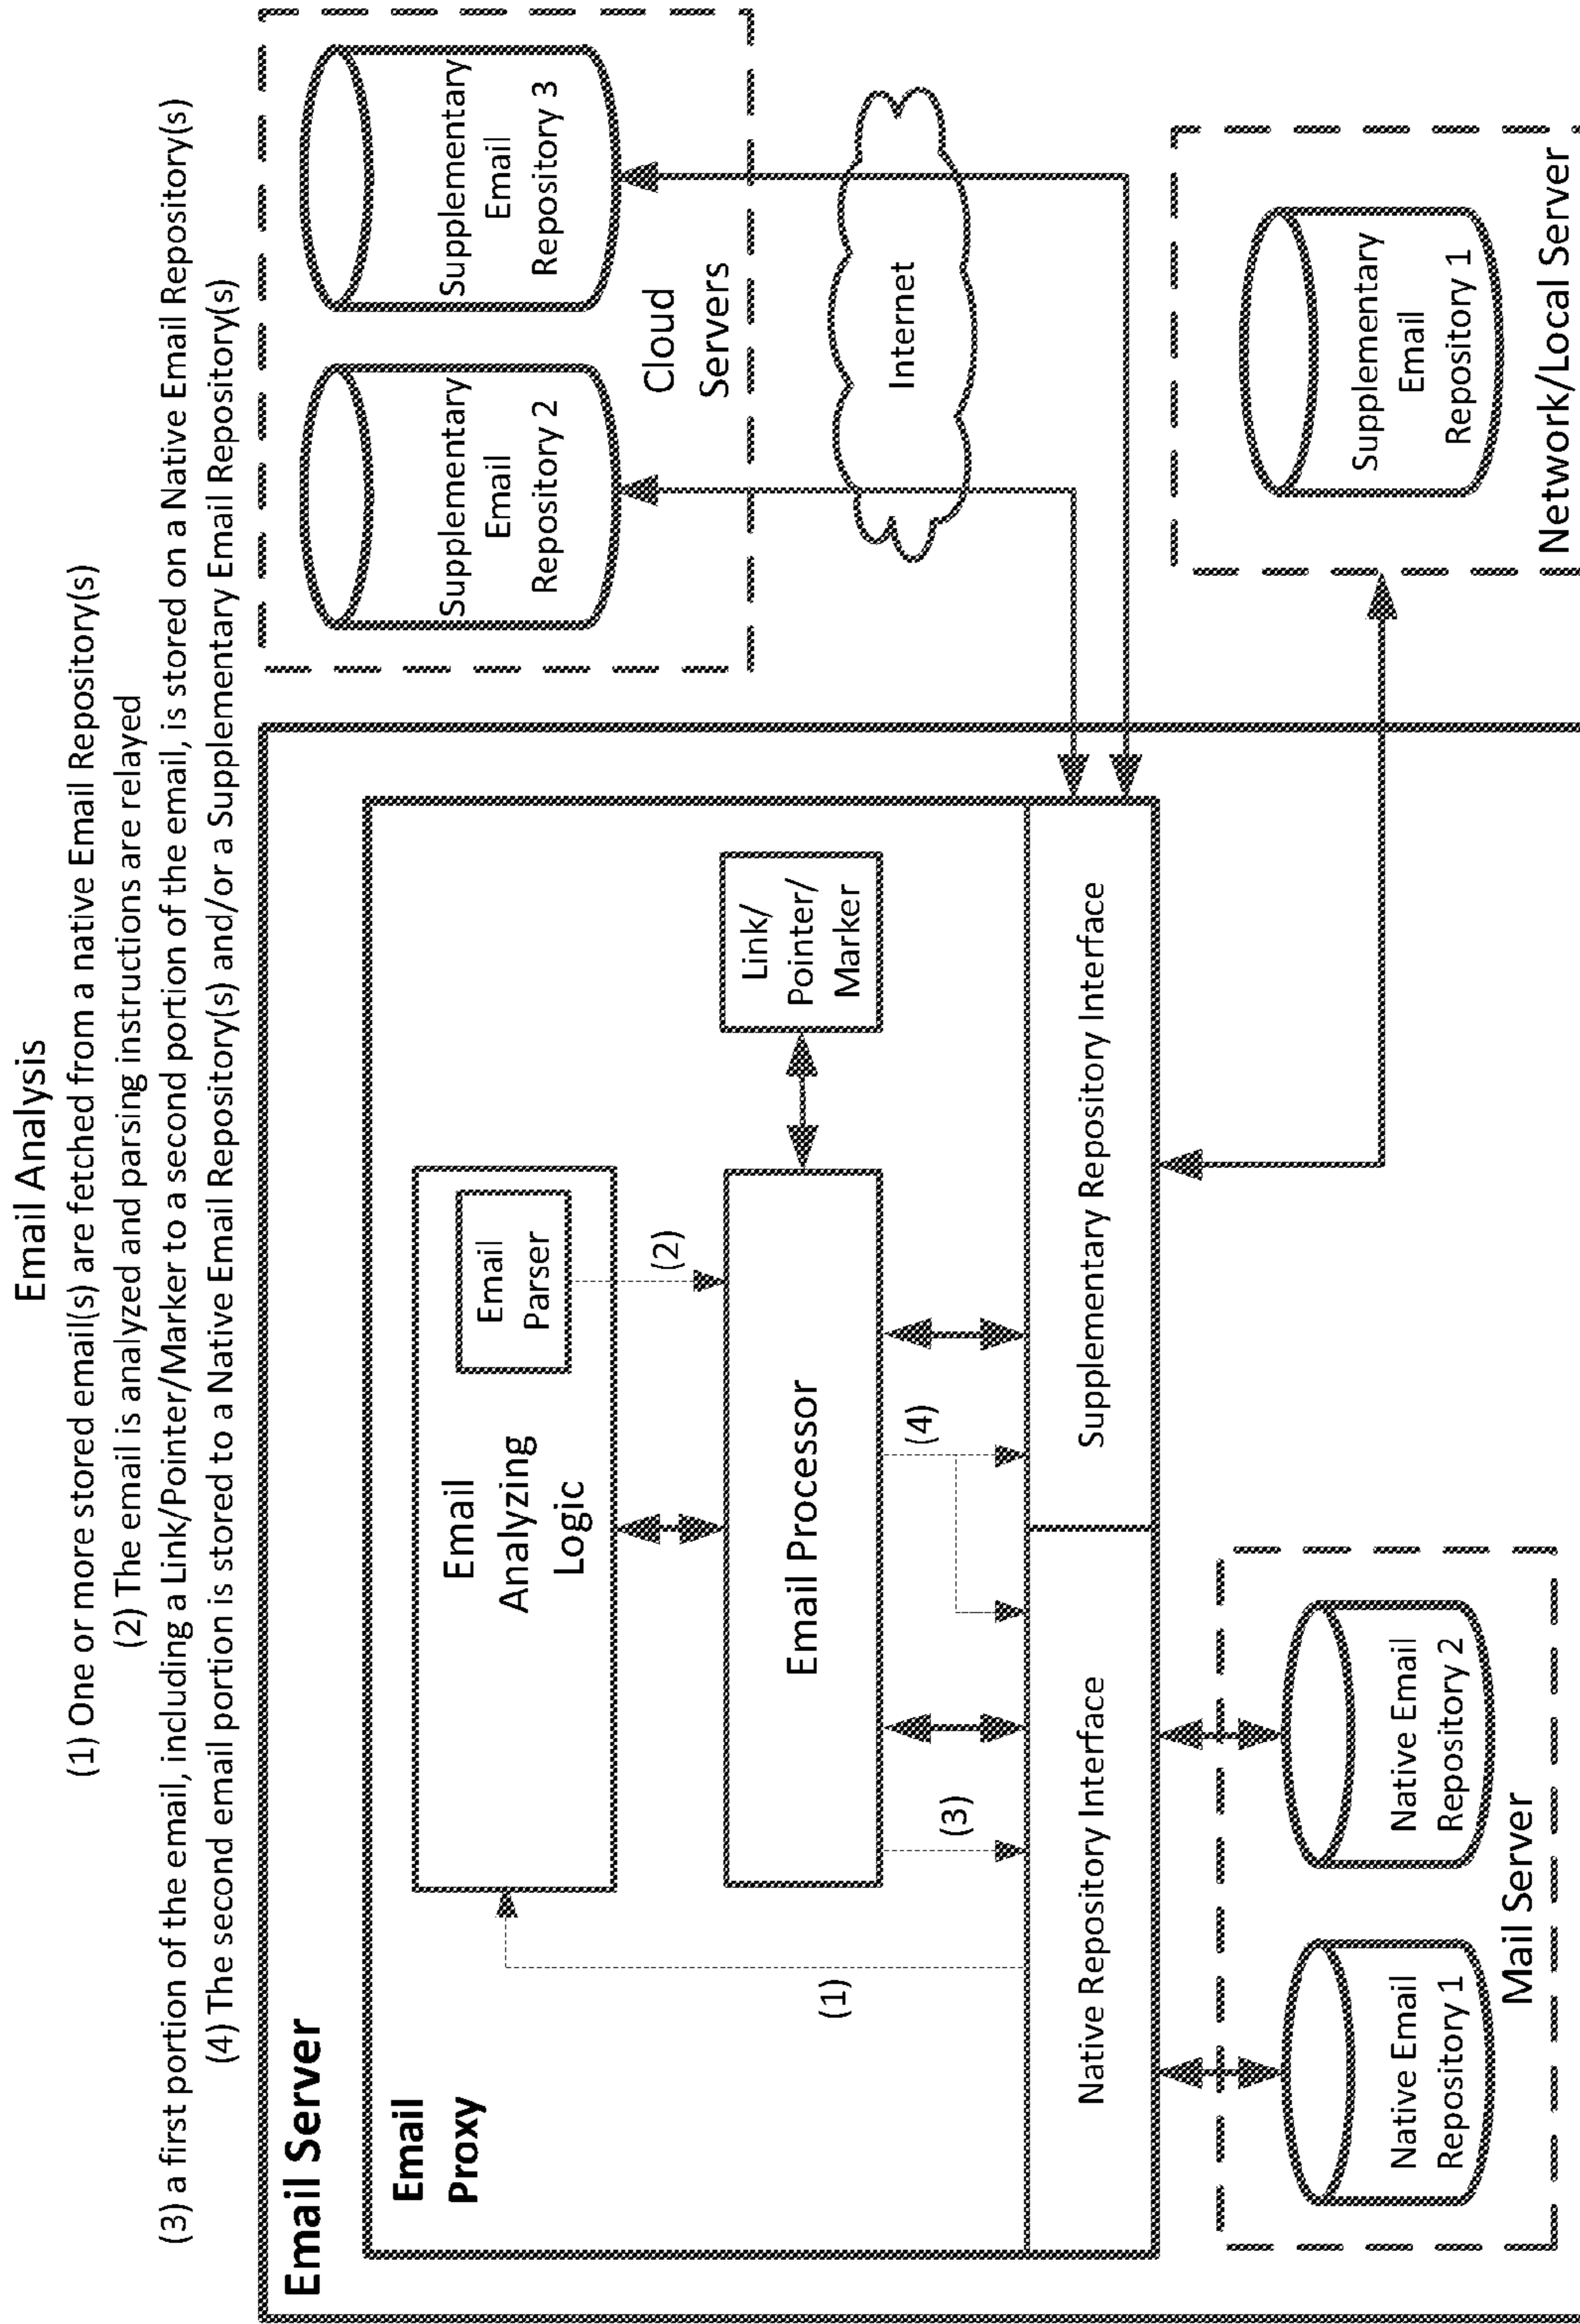 Email Analysis
(1) One or more stored email(s) are fetched from a native Email Repository(s)
(2) The email is analyzed and parsing instructions are relayed
(3) a first portion of the email, including a Link/Pointer/Marker to a second portion of the email, is stored on a Native Email Repository(s)
(4) The second email portion is stored to a Native Email Repository(s) and/or a Supplementary Email Repository(s)
Email Server
Email
Proxy
Email
Analyzing
Logic
Email
Parser
(1)
(2)
Email Processor
Link/
Pointer/
Marker
(3)
(4)
Native Repository Interface
Supplementary Repository Interface
Native Email
Repository 1
Native Email
Repository 2
Mail Server
Supplementary
Email
Repository 2
Supplementary
Email
Repository 3
Cloud
Servers
Internet
Supplementary
Email
Repository 1
Network/Local Server